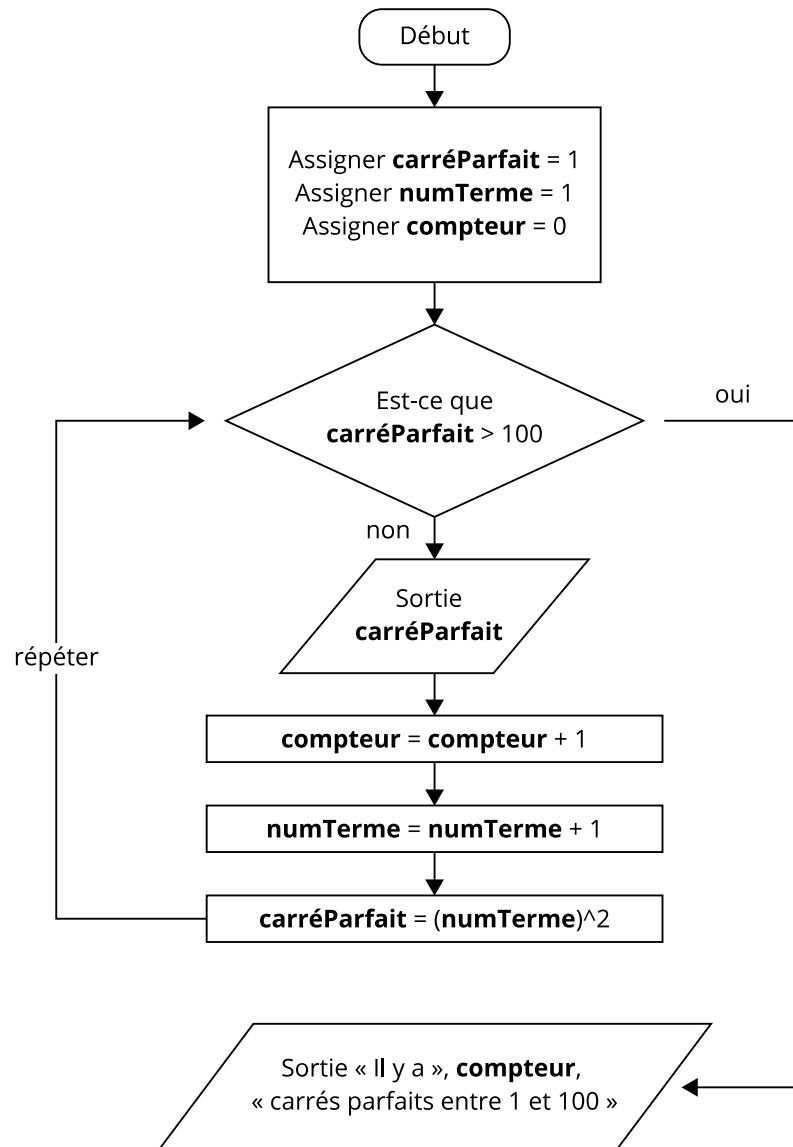 Début
Assigner carréParfait = 1
Assigner numTerme = 1
Assigner compteur = 0
Est-ce que
carréParfait > 100
oui
non
Sortie
carréParfait
répéter
compteur = compteur + 1
numTerme = numTerme + 1
carréParfait = (numTerme)^2
Sortie « Il y a », compteur,
« carrés parfaits entre 1 et 100 »